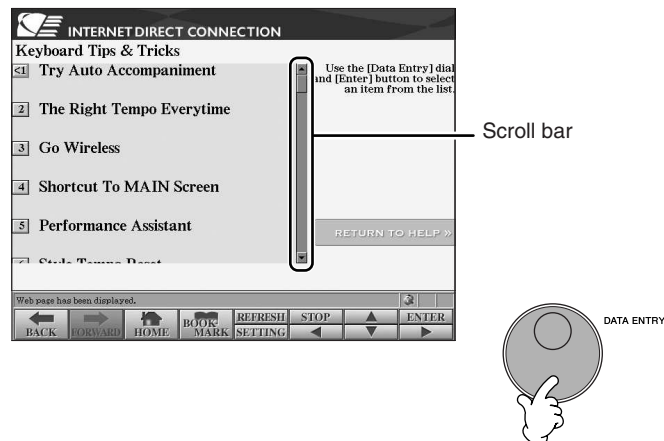 INTERNET DIRECT CONNECTION
Keyboard Tips & Tricks
<1 Try Auto Accompaniment
2 The Right Tempo Everytime
3 Go Wireless
4 Shortcut To MAIN Screen
5 Performance Assistant
Style Tempo Reset
Use the [Data Entry] dial
and [Enter] button to select
an item from the list.
RETURN TO HELP »
Scroll bar
Web page has been displayed.
BACK
FORWARD
HOME
BOOK-
MARK
REFRESH
SETTING
STOP
ENTER
DATA ENTRY